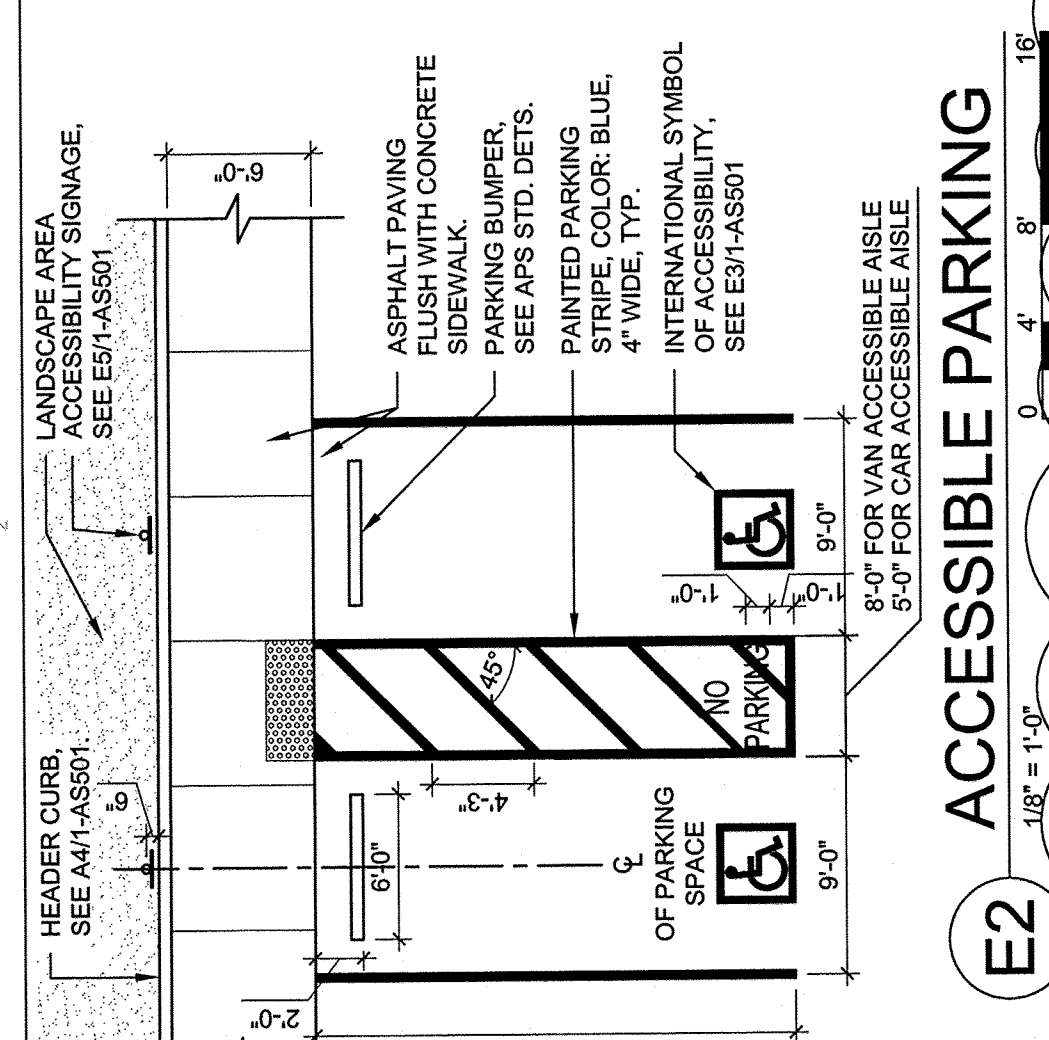 HEADER CURB,
SEE A4/1-AS501.
LANDSCAPE AREA
ACCESSIBILITY SIGNAGE,
SEE E5/1-AS501
6"
6'-0"
ASPHALT PAVING
FLUSH WITH CONCRETE
SIDEWALK.
PARKING BUMPER,
SEE APS STD. DETS.
PAINTED PARKING
STRIPE, COLOR: BLUE,
4" WIDE, TYP.
INTERNATIONAL SYMBOL
OF ACCESSIBILITY,
SEE E3/1-AS501
2'-0"
6'-0"
4'-3"
45°
CL
OF PARKING
SPACE
NO
PARKING
1'-0"
1'-0"
9'-0"
9'-0"
8'-0" FOR VAN ACCESSIBLE AISLE
5'-0" FOR CAR ACCESSIBLE AISLE
E2
ACCESSIBLE PARKING
1/8" = 1'-0"
0 4' 8' 16'